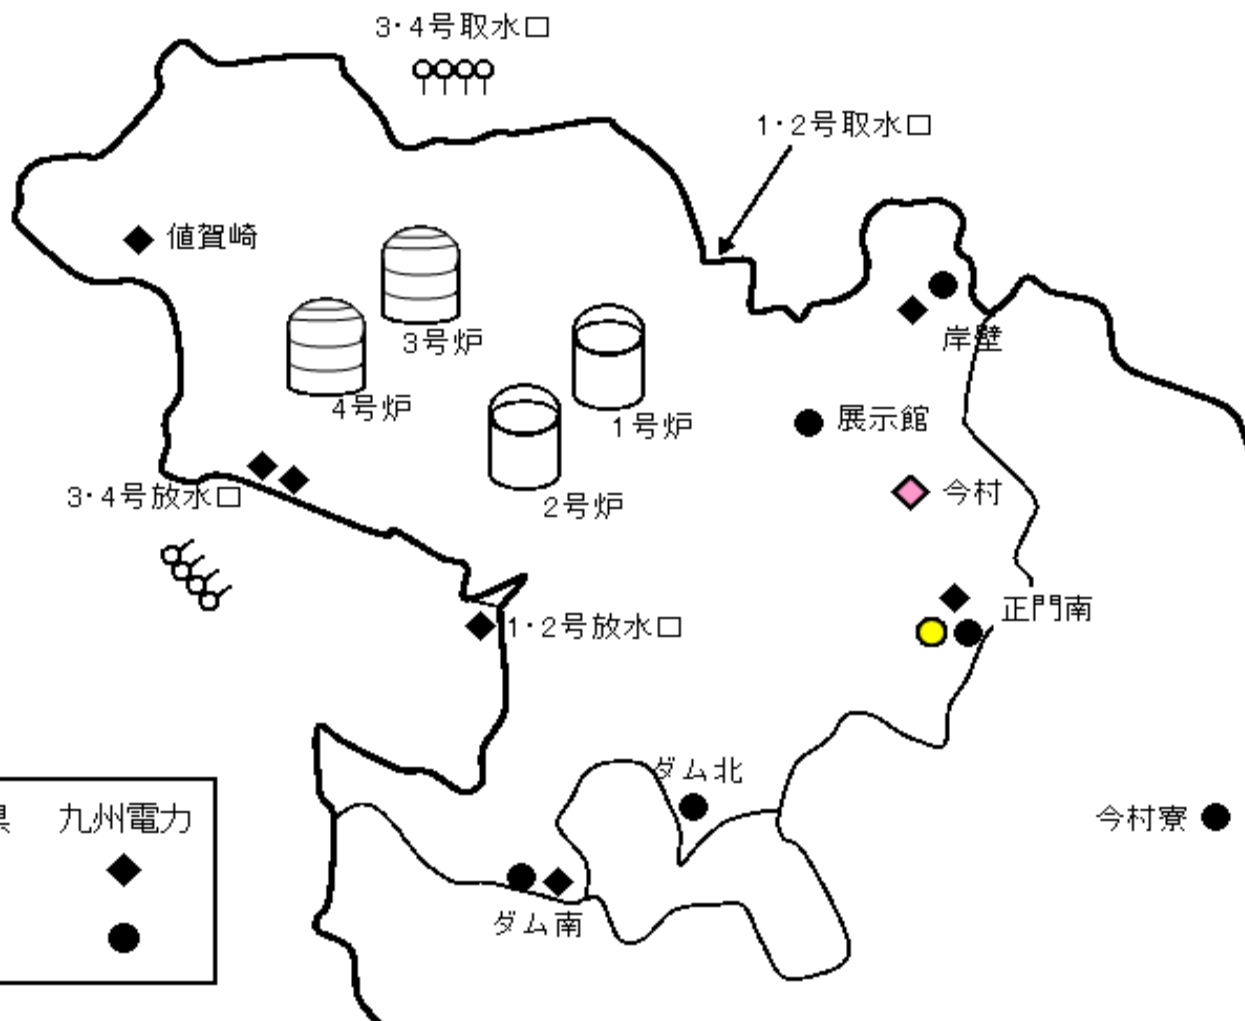 3・4号取水口
1・2号取水口
値賀崎
3号炉
岸壁
4号炉
1号炉
展示館
3・4号放水口
今村
2号炉
正門南
1・2号放水口
ダム北
九州電力
今村寮
ダム南